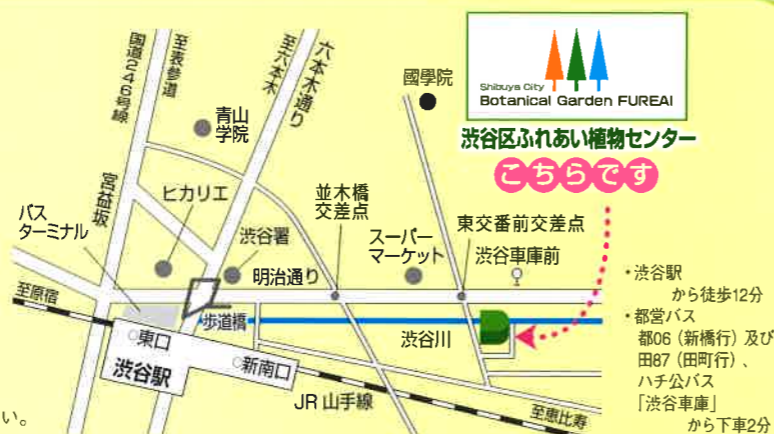 国道246号線
至表参道
六本木通り
至六本木
宮益坂
青山
学院
國學院
Shibuya City
Botanical Garden FUREAI
渋谷区ふれあい植物センター
こちらです
バス
ターミナル
ヒカリエ
渋谷署
並木橋
交差点
スーパー
マーケット
東交番前交差点
渋谷車庫前
明治通り
至原宿
歩道橋
渋谷川
東口
渋谷駅
新南口
JR 山手線
至恵比寿
・渋谷駅
から徒歩12分
・都営バス
都06（新橋行）及び
田87（田町行）、
ハチ公バス
「渋谷車庫」
から下車2分
い。